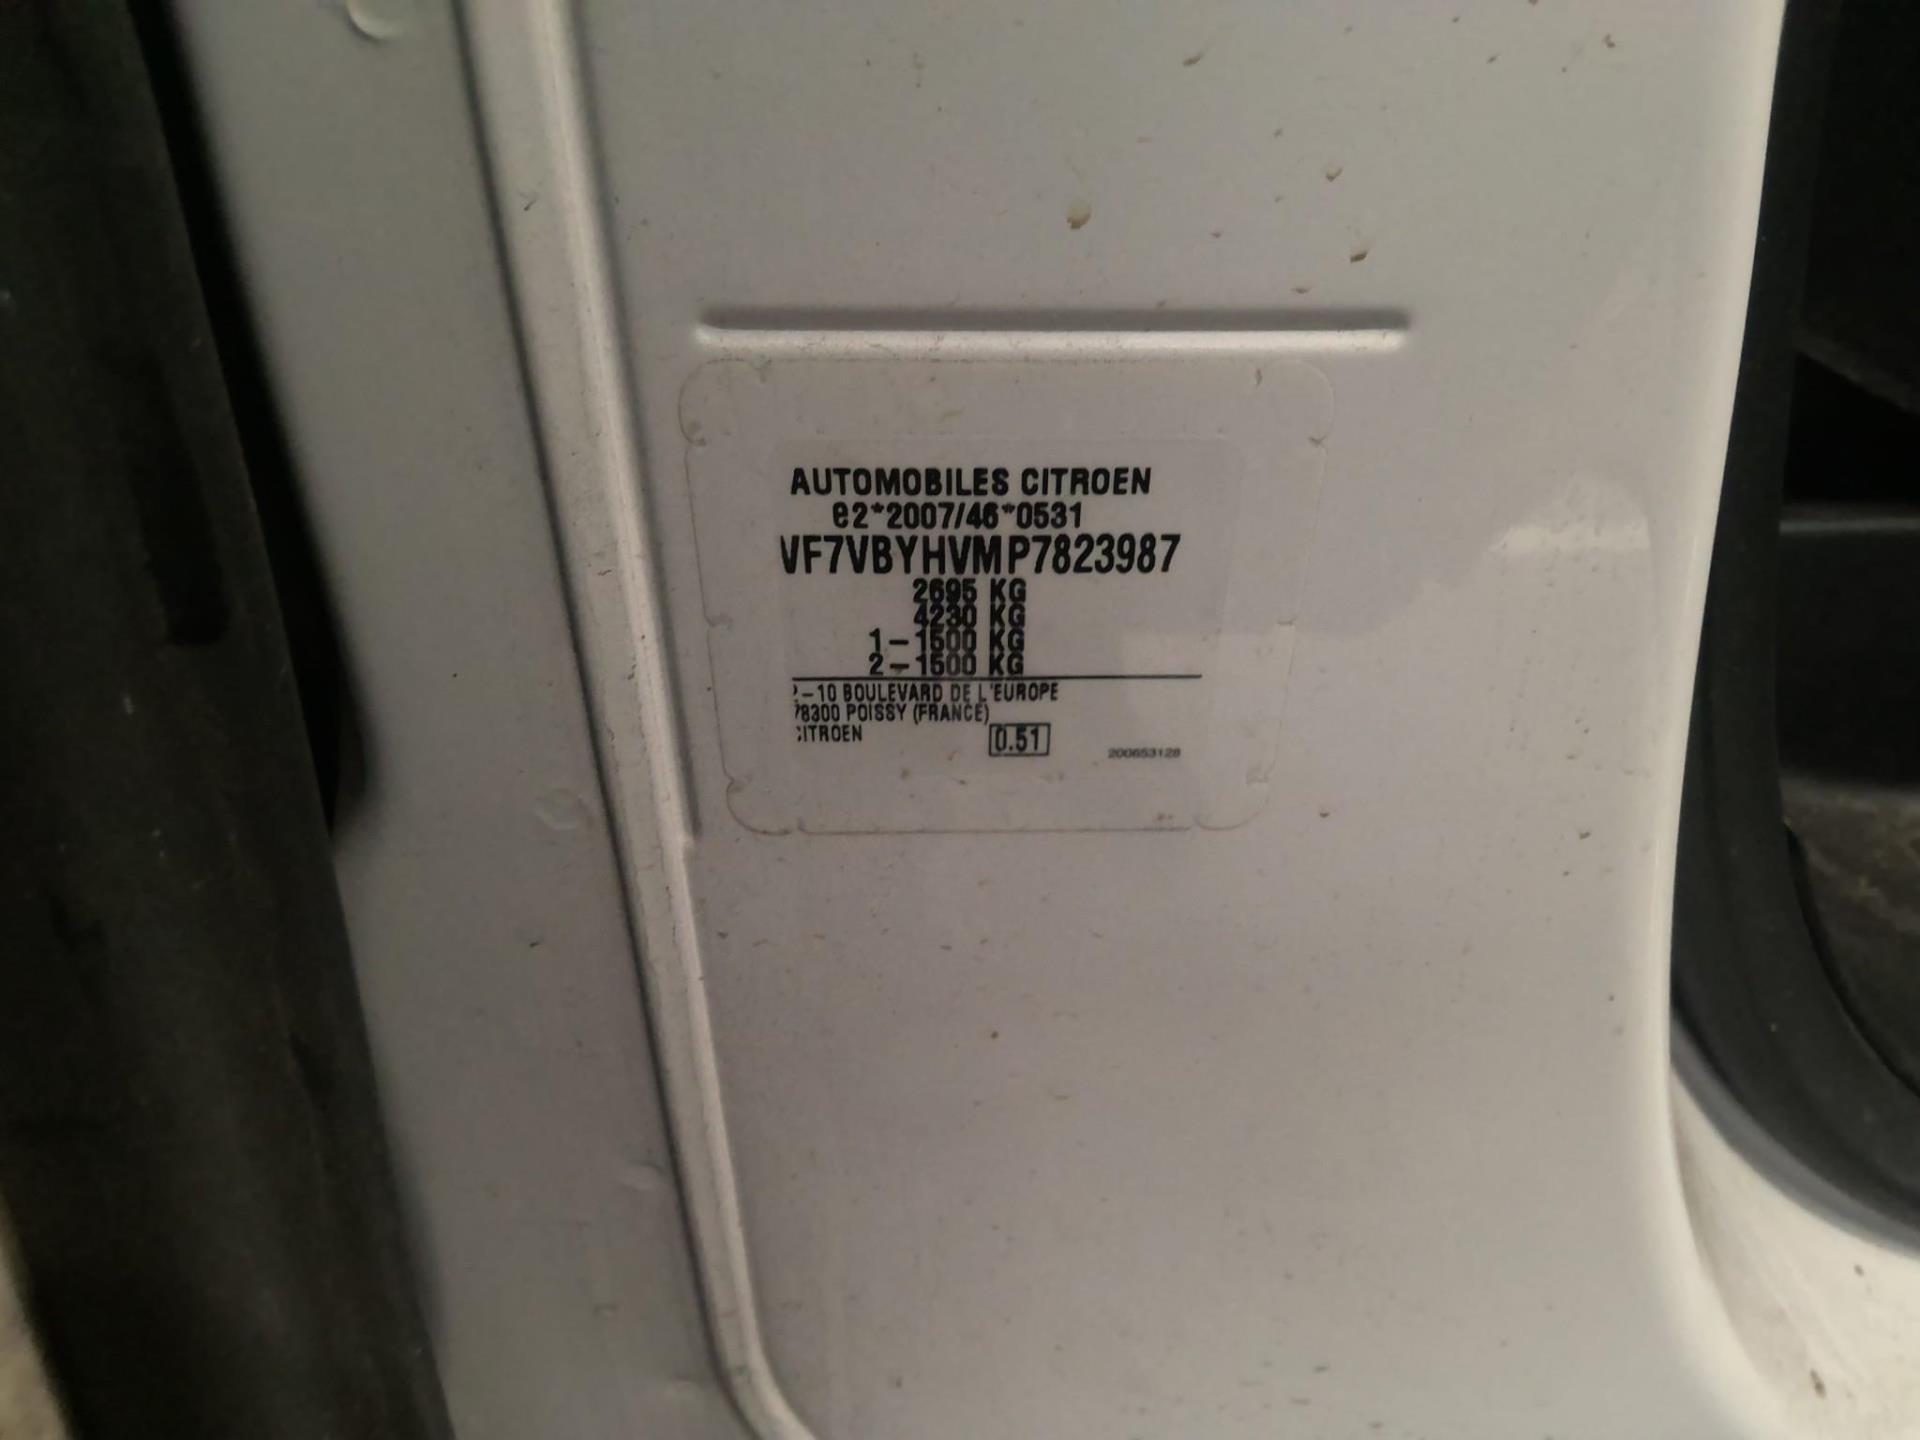 AUTOMOBILES CITROEN
e2*2007/46*0531
VF7VBYHVMP7823987
2695 KG
4230 KG
1-1500 KG
2-1500 KG
2-10 BOULEVARD DE L'EUROPE
78300 POISSY (FRANCE)
CITROEN
0.51
200653128